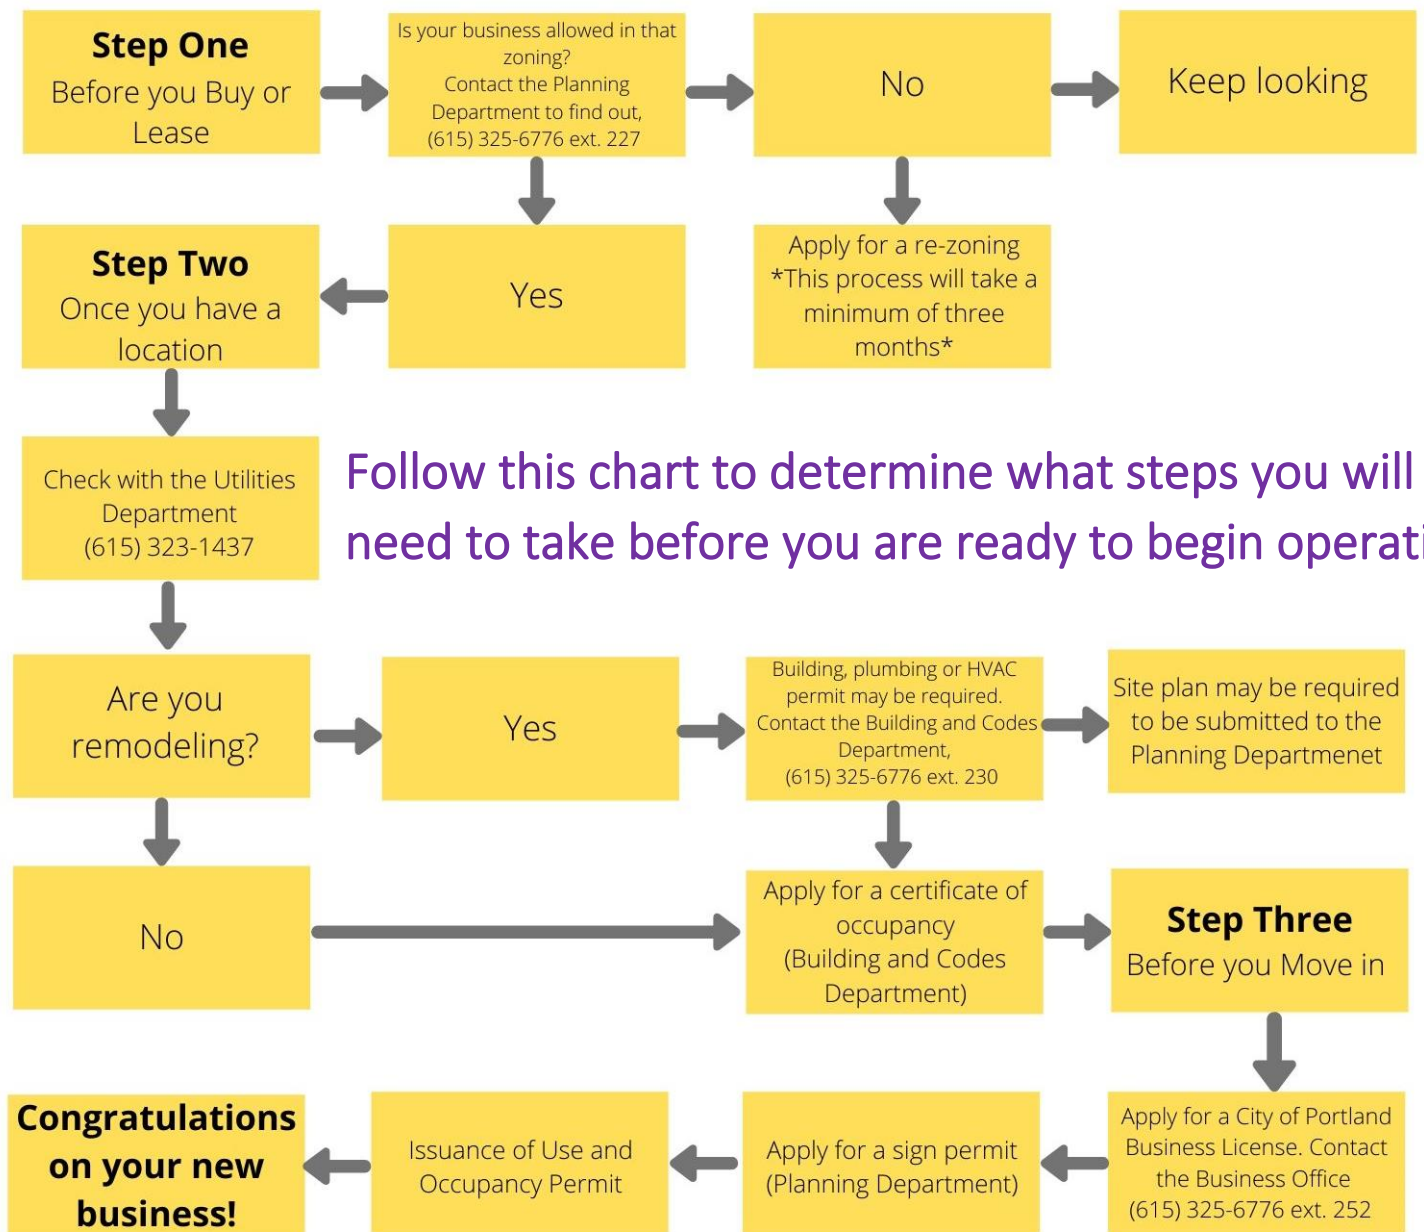 Step One
Before you Buy or
Lease
Is your business allowed in that
zoning?
Contact the Planning
Department to find out,
(615) 325-6776 ext. 227
No
Keep looking
Step Two
Once you have a
location
Yes
Apply for a re-zoning
*This process will take a
minimum of three
months*
Check with the Utilities
Department
(615) 323-1437
Follow this chart to determine what steps you will
need to take before you are ready to begin operati
Are you
remodeling?
Yes
Building, plumbing or HVAC
permit may be required.
Contact the Building and Codes
Department,
(615) 325-6776 ext. 230
Site plan may be required
to be submitted to the
Planning Departmenet
No
Apply for a certificate of
occupancy
(Building and Codes
Department)
Step Three
Before you Move in
Congratulations
on your new
business!
Issuance of Use and
Occupancy Permit
Apply for a sign permit
(Planning Department)
Apply for a City of Portland
Business License. Contact
the Business Office
(615) 325-6776 ext. 252